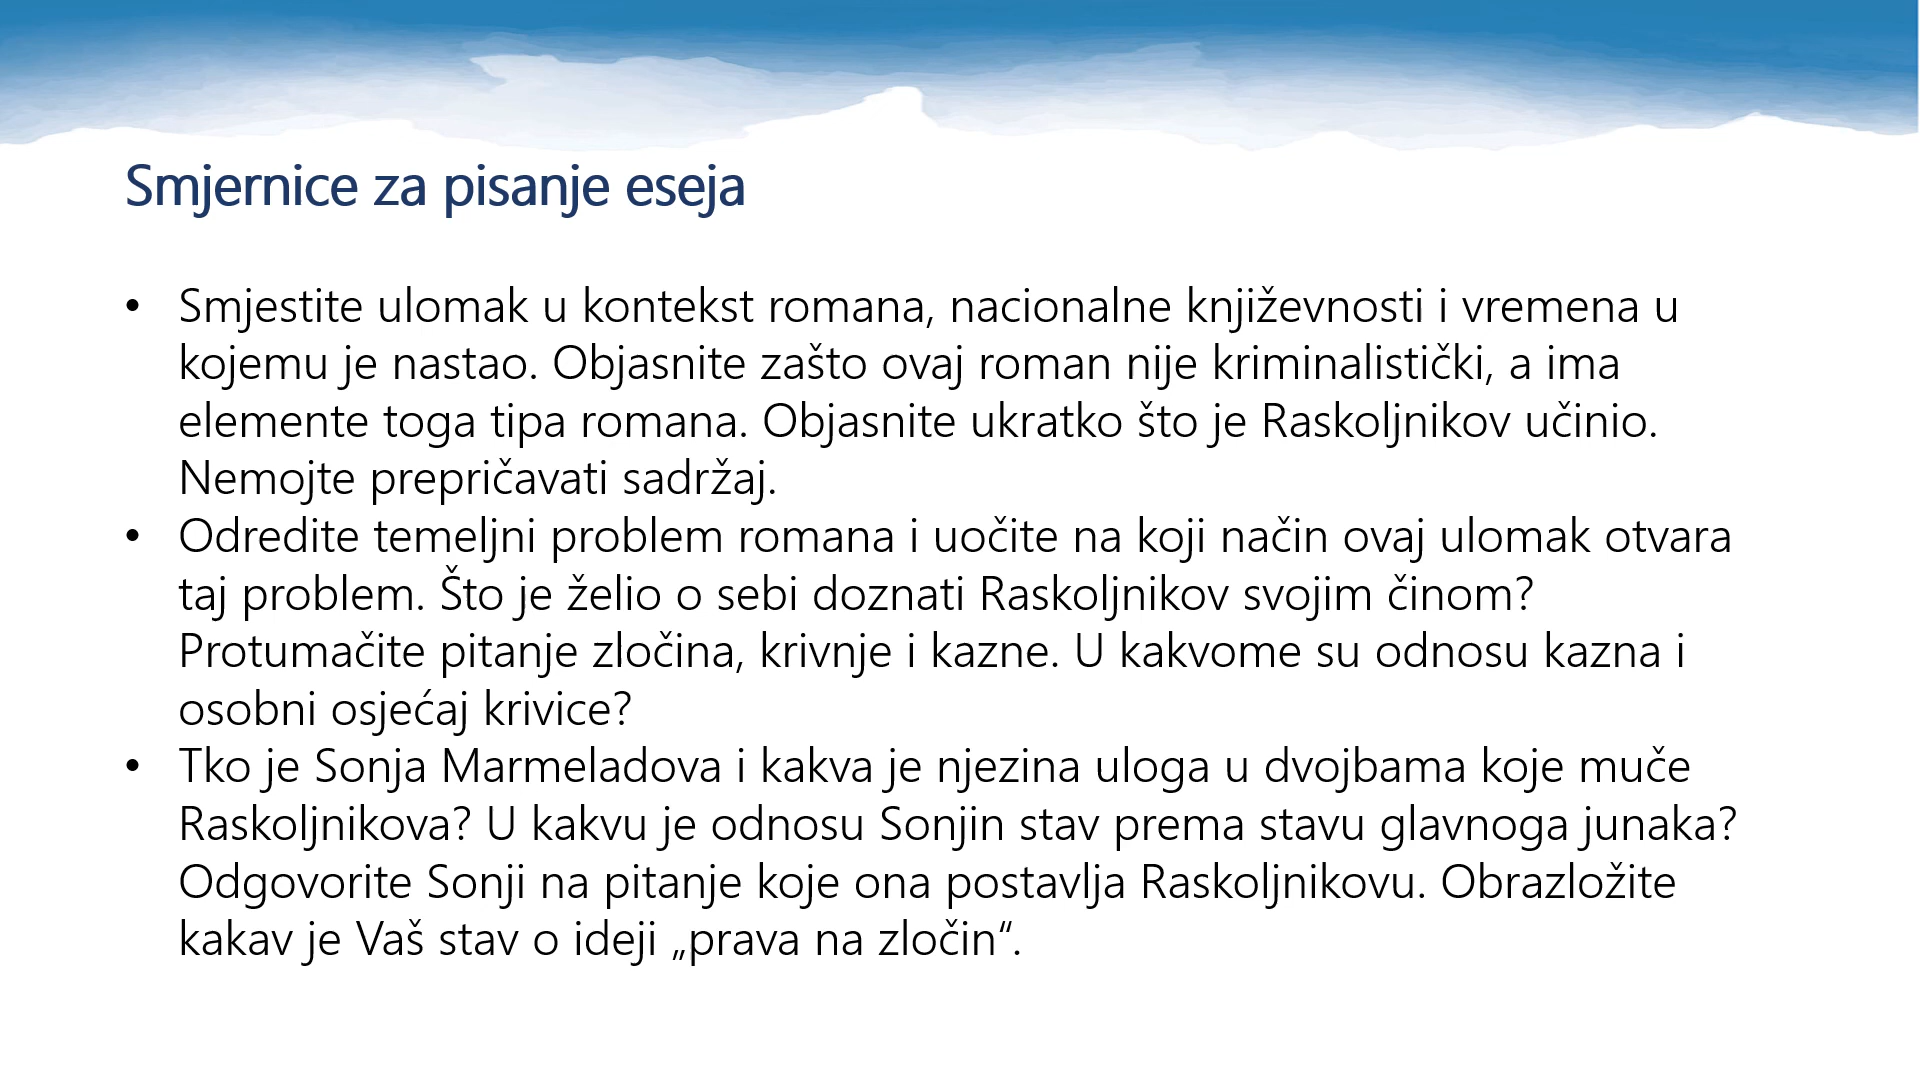 Smjernice za pisanje eseja
• Smjestite ulomak u kontekst romana, nacionalne književnosti i vremena u
kojemu je nastao. Objasnite zašto ovaj roman nije kriminalistički, a ima
elemente toga tipa romana. Objasnite ukratko što je Raskoljnikov učinio.
Nemojte prepričavati sadržaj.
• Odredite temeljni problem romana i uočite na koji način ovaj ulomak otvara
taj problem. Što je želio o sebi doznati Raskoljnikov svojim činom?
Protumačite pitanje zločina, krivnje i kazne. U kakvome su odnosu kazna i
osobni osjećaj krivice?
• Tko je Sonja Marmeladova i kakva je njezina uloga u dvojbama koje muče
Raskoljnikova? U kakvu je odnosu Sonjin stav prema stavu glavnoga junaka?
Odgovorite Sonji na pitanje koje ona postavlja Raskoljnikovu. Obrazložite
kakav je Vaš stav o ideji „prava na zločin“.